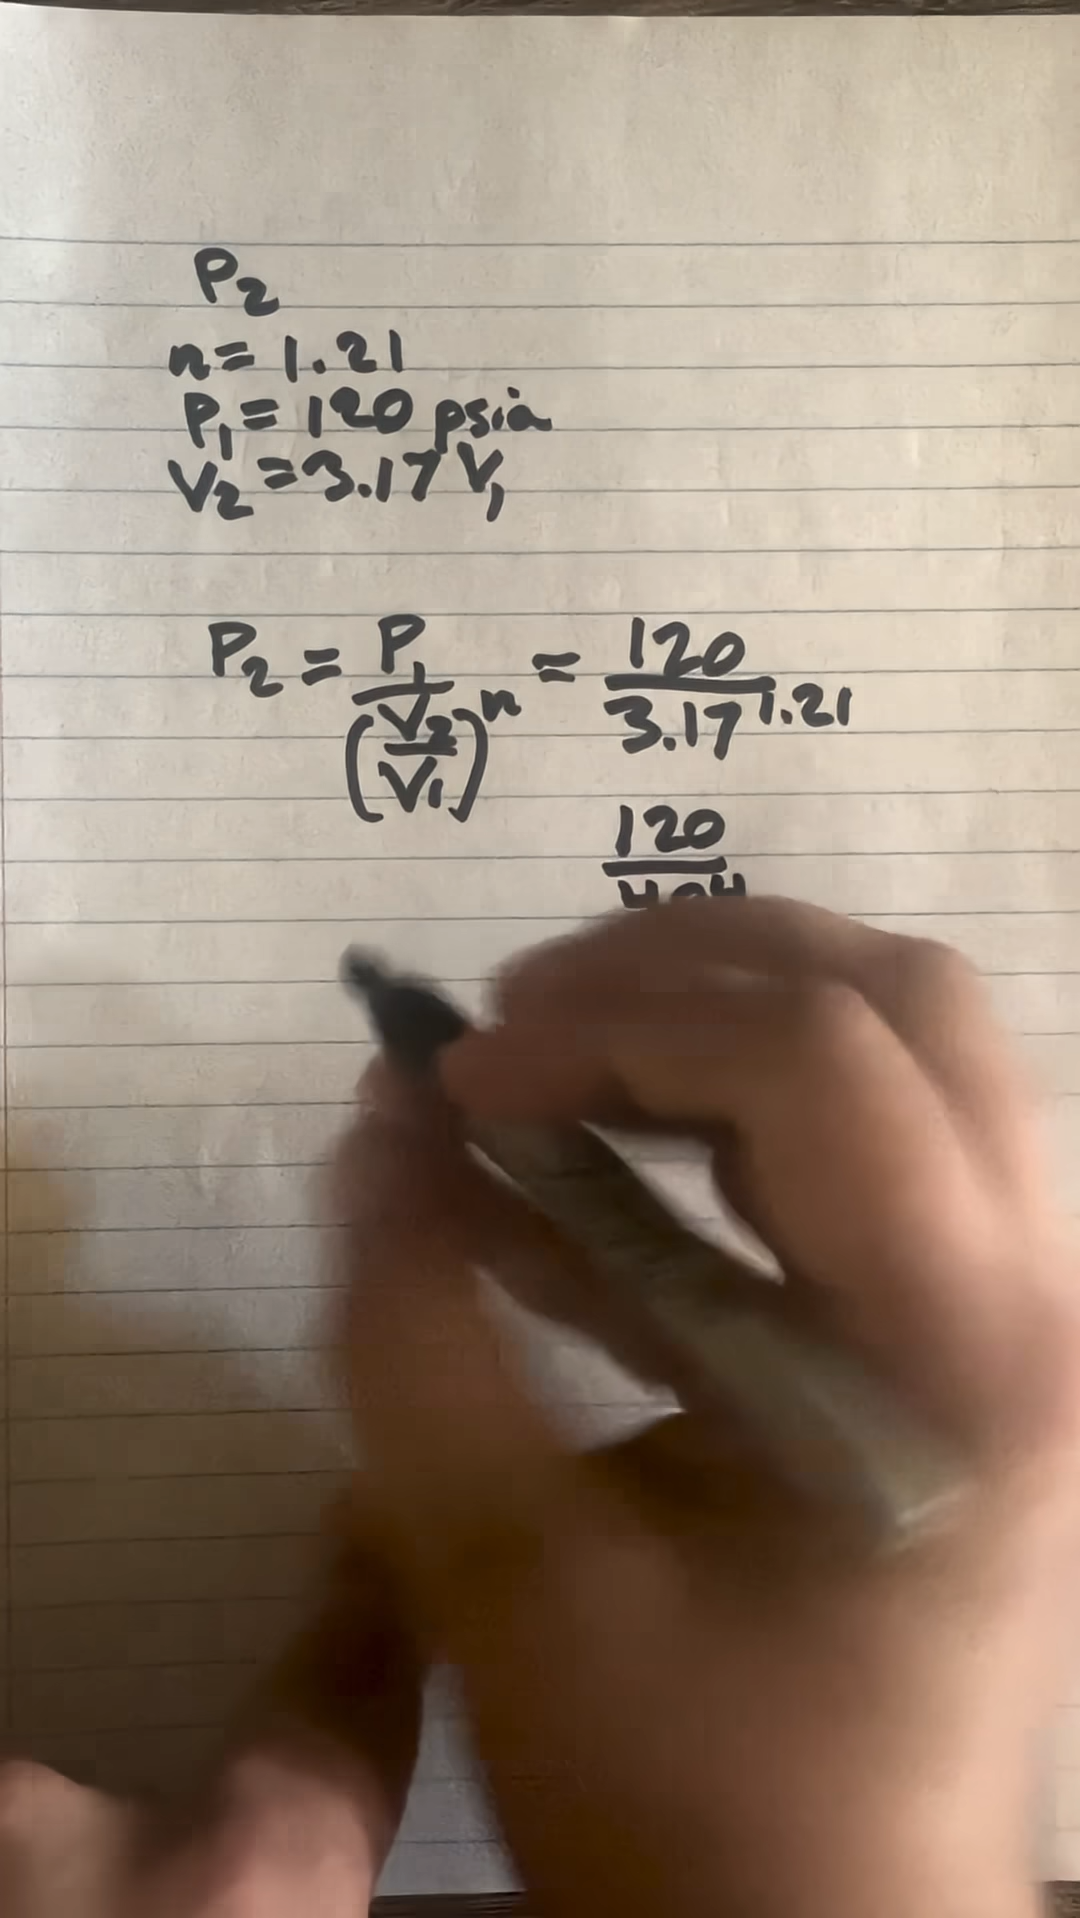 P₂
n = 1.21
P₁ = 120 psia
V₂ = 3.17 V₁
P₂ = P₁ / (V₂/V₁)ⁿ = 120 / 3.17^1.21
120